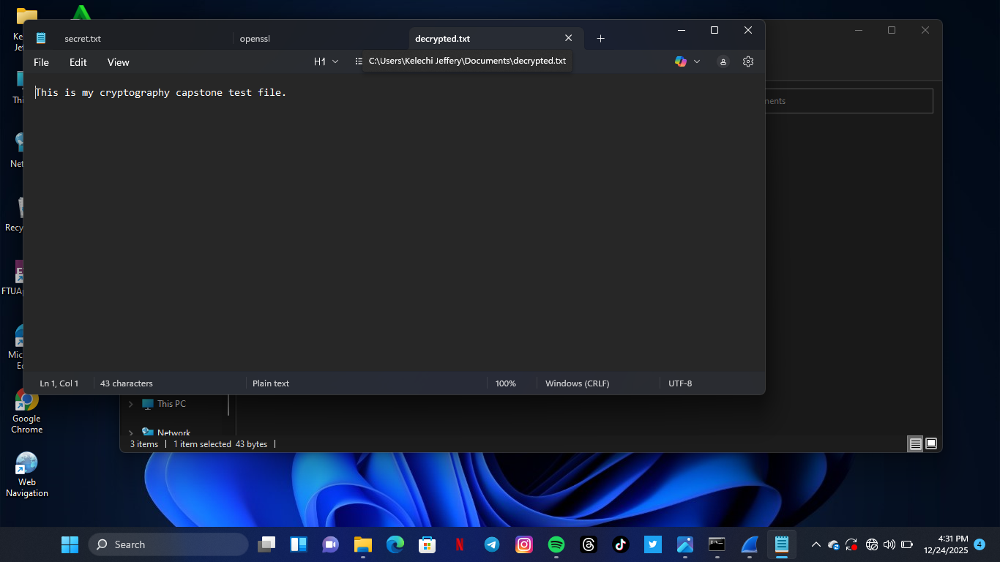 secret.txt
openssl
decrypted.txt
File
Edit
View
H1
C:\Users\Kelechi Jeffery\Documents\decrypted.txt
This is my cryptography capstone test file.
Ln 1, Col 1
43 characters
Plain text
100%
Windows (CRLF)
UTF-8
This PC
Network
3 items
1 item selected 43 bytes
Google
Chrome
Web
Navigation
Search
4:31 PM
12/24/2025
4